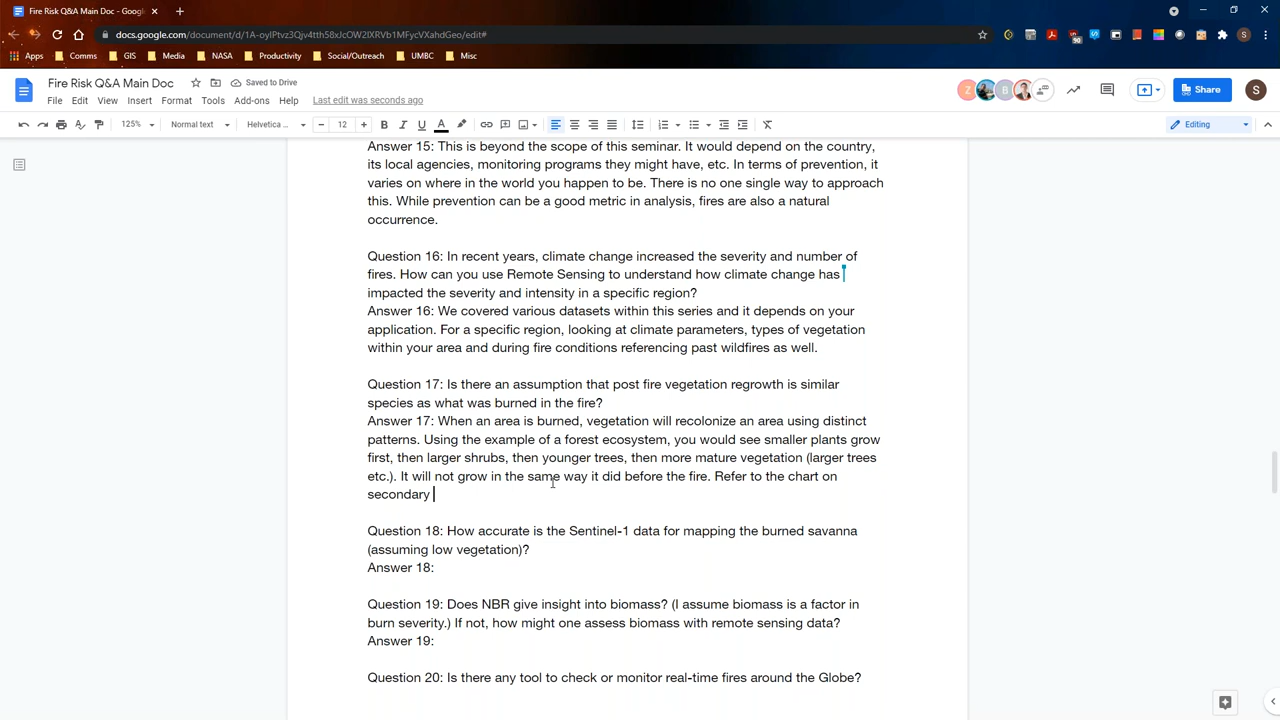 Fire Risk Q&A Main Doc - Googl
docs.google.com/document/d/1A-oyIPtvz3Qjv4tth58xJcOW2IXRVb1MFycVXahdGeo/edit#
Apps Comms GIS Media NASA Productivity Social/Outreach UMBC Misc
Fire Risk Q&A Main Doc Saved to Drive
File Edit View Insert Format Tools Add-ons Help Last edit was seconds ago
Z B Share S
125% Normal text Helvetica ... 12 B I U A Editing
Answer 15: This is beyond the scope of this seminar. It would depend on the country,
its local agencies, monitoring programs they might have, etc. In terms of prevention, it
varies on where in the world you happen to be. There is no one single way to approach
this. While prevention can be a good metric in analysis, fires are also a natural
occurrence.
Question 16: In recent years, climate change increased the severity and number of
fires. How can you use Remote Sensing to understand how climate change has
impacted the severity and intensity in a specific region?
Answer 16: We covered various datasets within this series and it depends on your
application. For a specific region, looking at climate parameters, types of vegetation
within your area and during fire conditions referencing past wildfires as well.
Question 17: Is there an assumption that post fire vegetation regrowth is similar
species as what was burned in the fire?
Answer 17: When an area is burned, vegetation will recolonize an area using distinct
patterns. Using the example of a forest ecosystem, you would see smaller plants grow
first, then larger shrubs, then younger trees, then more mature vegetation (larger trees
etc.). It will not grow in the same way it did before the fire. Refer to the chart on
secondary
Question 18: How accurate is the Sentinel-1 data for mapping the burned savanna
(assuming low vegetation)?
Answer 18:
Question 19: Does NBR give insight into biomass? (I assume biomass is a factor in
burn severity.) If not, how might one assess biomass with remote sensing data?
Answer 19:
Question 20: Is there any tool to check or monitor real-time fires around the Globe?